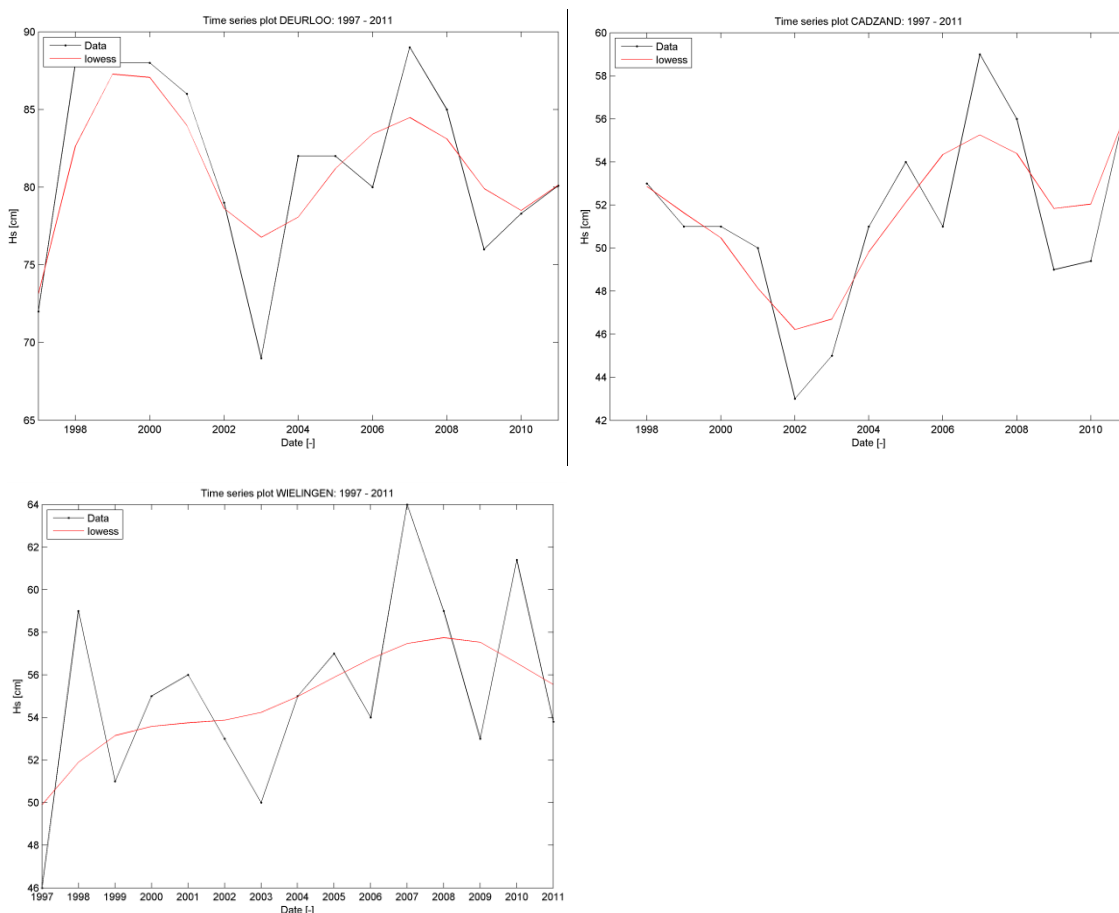 Time series plot DEURLOO: 1997 - 2011
90
85
80
75
70
65
Hs [cm]
Data
lowess
1998 2000 2002 2004 2006 2008 2010
Date [-]
Time series plot CADZAND: 1997 - 2011
60
58
56
54
52
50
48
46
44
42
Hs [cm]
Data
lowess
1998 2000 2002 2004 2006 2008 2010
Date [-]
Time series plot WIELINGEN: 1997 - 2011
64
62
60
58
56
54
52
50
48
46
Hs [cm]
Data
lowess
1997 1998 1999 2000 2001 2002 2003 2004 2005 2006 2007 2008 2009 2010 2011
Date [-]